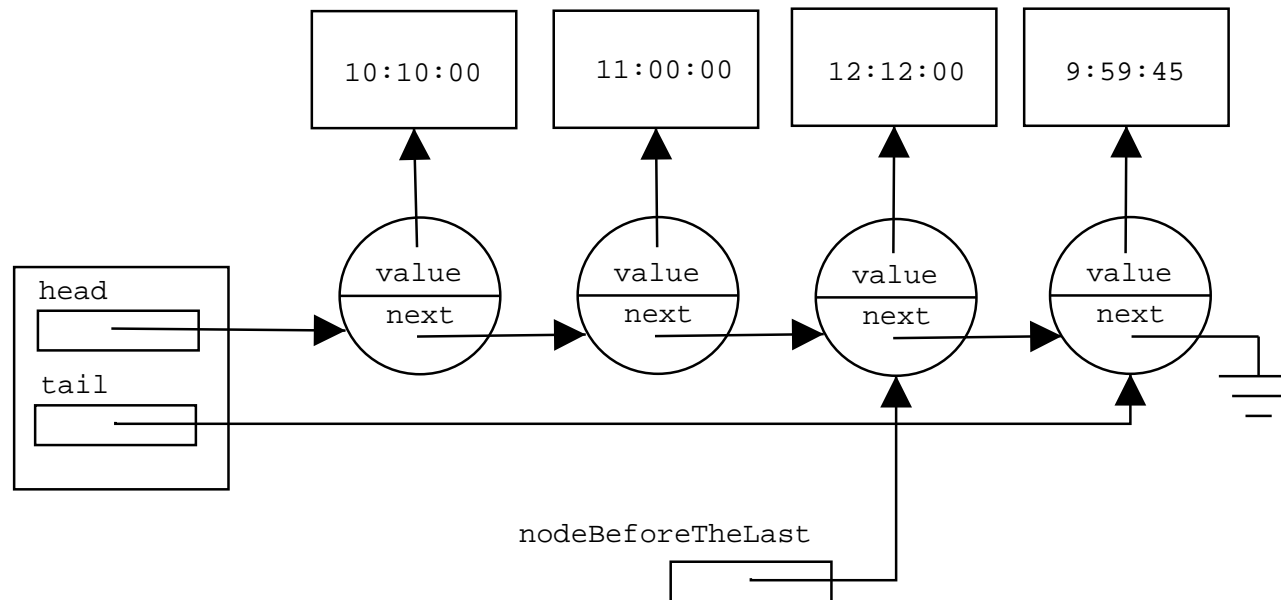 10:10:00
11:00:00
12:12:00
9:59:45
value
value
value
value
head
next
next
next
next
tail
nodeBeforeTheLast